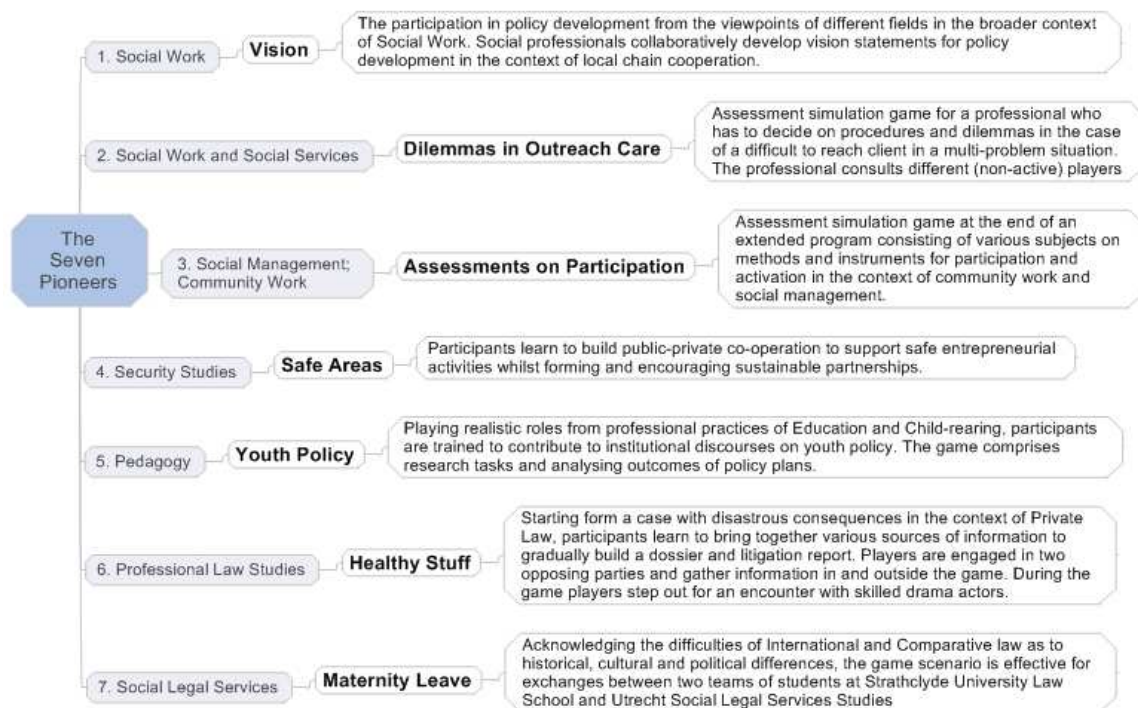 The
Seven
Pioneers
1. Social Work
Vision
The participation in policy development from the viewpoints of different fields in the broader context
of Social Work. Social professionals collaboratively develop vision statements for policy
development in the context of local chain cooperation.
2. Social Work and Social Services
Dilemmas in Outreach Care
Assessment simulation game for a professional who
has to decide on procedures and dilemmas in the case
of a difficult to reach client in a multi-problem situation.
The professional consults different (non-active) players
3. Social Management;
Community Work
Assessments on Participation
Assessment simulation game at the end of an
extended program consisting of various subjects on
methods and instruments for participation and
activation in the context of community work and
social management.
4. Security Studies
Safe Areas
Participants learn to build public-private co-operation to support safe entrepreneurial
activities whilst forming and encouraging sustainable partnerships.
5. Pedagogy
Youth Policy
Playing realistic roles from professional practices of Education and Child-rearing, participants
are trained to contribute to institutional discourses on youth policy. The game comprises
research tasks and analysing outcomes of policy plans.
6. Professional Law Studies
Healthy Stuff
Starting form a case with disastrous consequences in the context of Private
Law, participants learn to bring together various sources of information to
gradually build a dossier and litigation report. Players are engaged in two
opposing parties and gather information in and outside the game. During the
game players step out for an encounter with skilled drama actors.
7. Social Legal Services
Maternity Leave
Acknowledging the difficulties of International and Comparative law as to
historical, cultural and political differences, the game scenario is effective for
exchanges between two teams of students at Strathclyde University Law
School and Utrecht Social Legal Services Studies